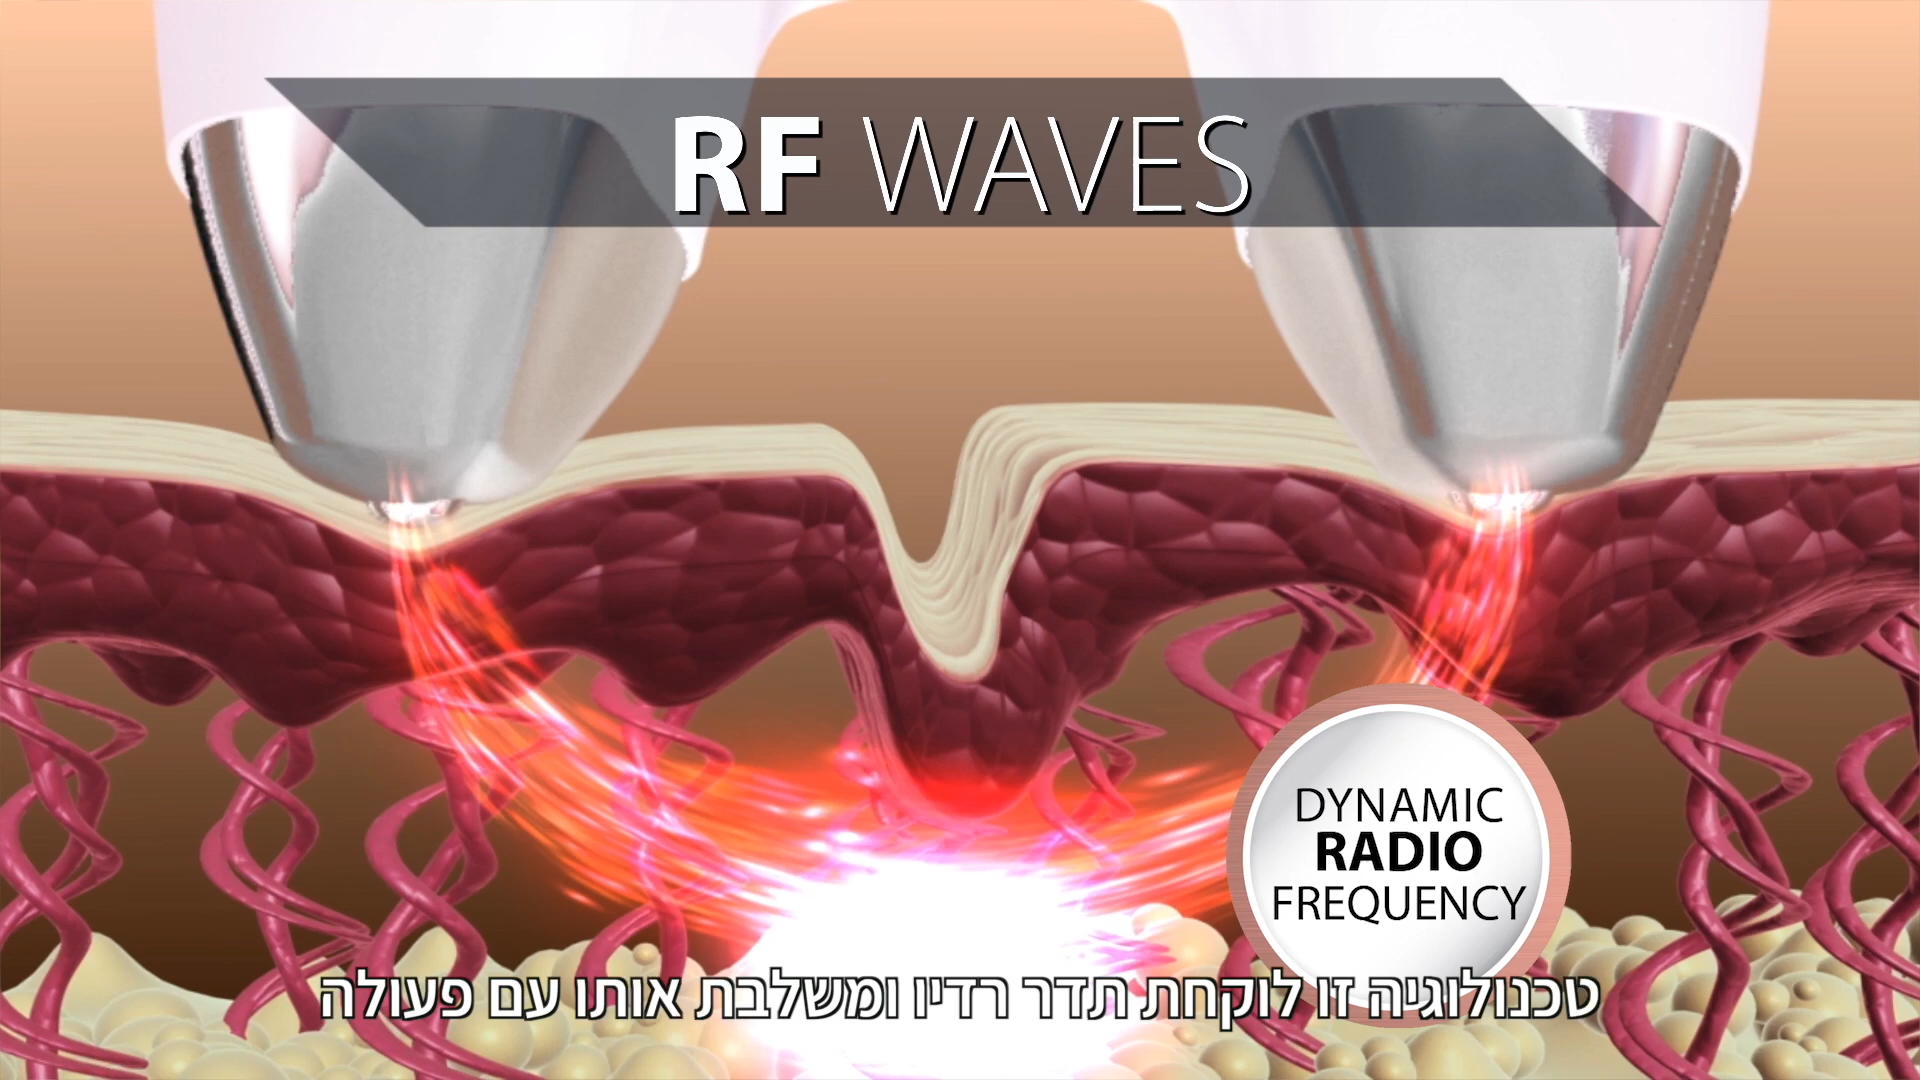 RF WAVES
DYNAMIC
RADIO
FREQUENCY
טכנולוגיה זו לוקחת תדר רדיו ומשלבת אותו עם פעולה